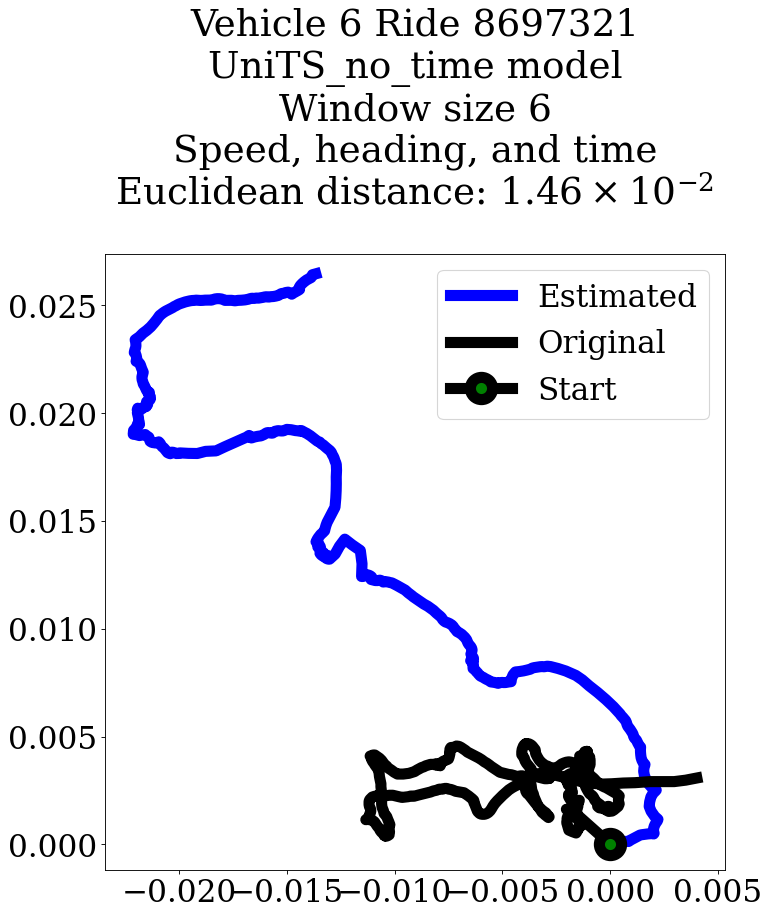 Vehicle 6 Ride 8697321
UniTS_no_time model
Window size 6
Speed, heading, and time
Euclidean distance: 1.46 × 10⁻²
Estimated
Original
Start
0.025
0.020
0.015
0.010
0.005
0.000
−0.020 −0.015 −0.010 −0.005 0.000 0.005